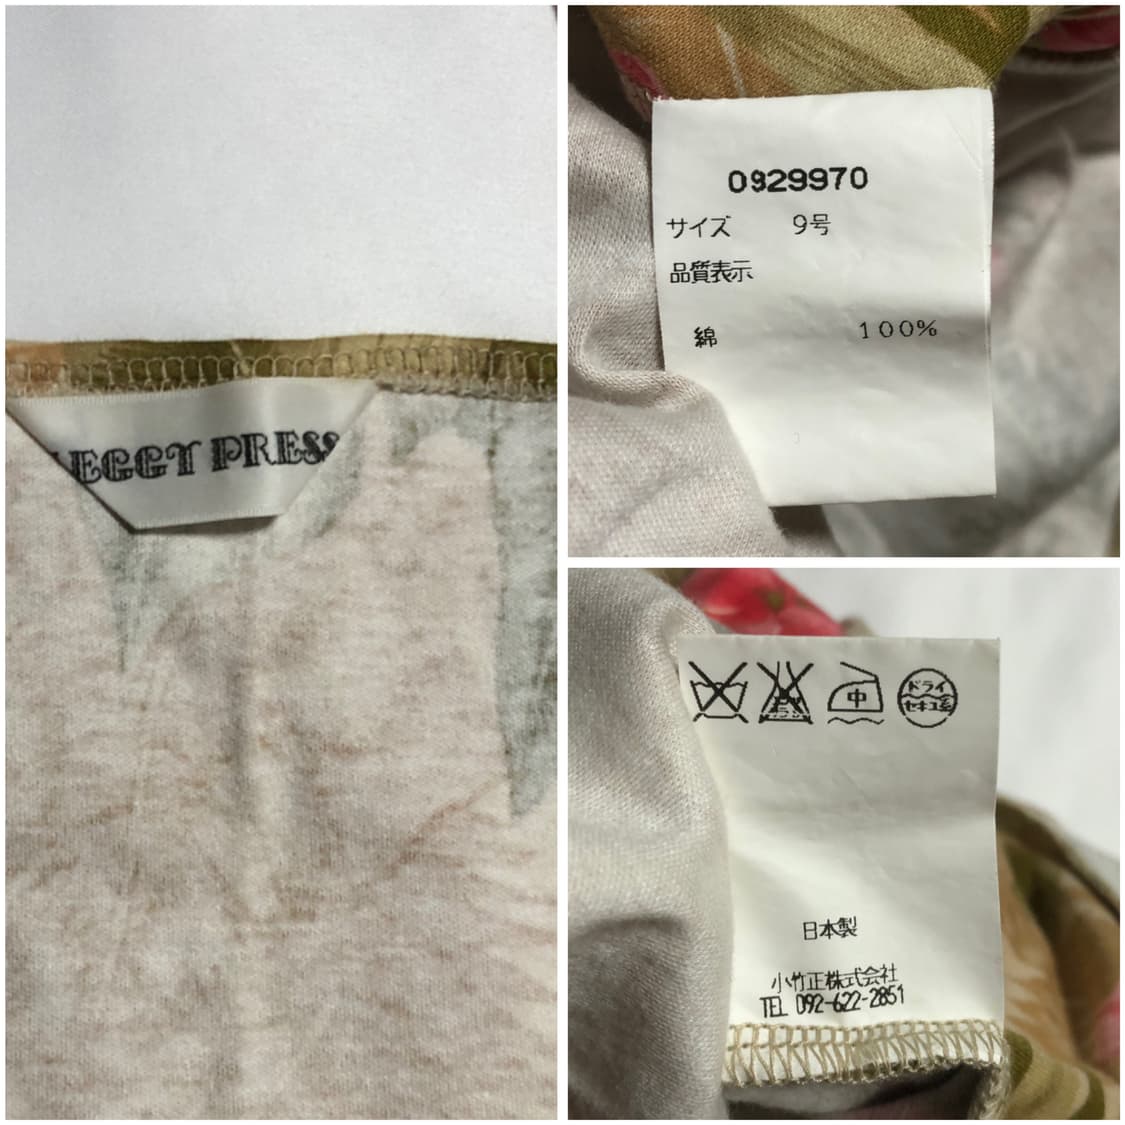 LEGGY PRESS
0929970
サイズ 9号
品質表示
綿 100%
中
ドライ
セキユ系
日本製
小竹正株式会社
TEL 092-622-2851